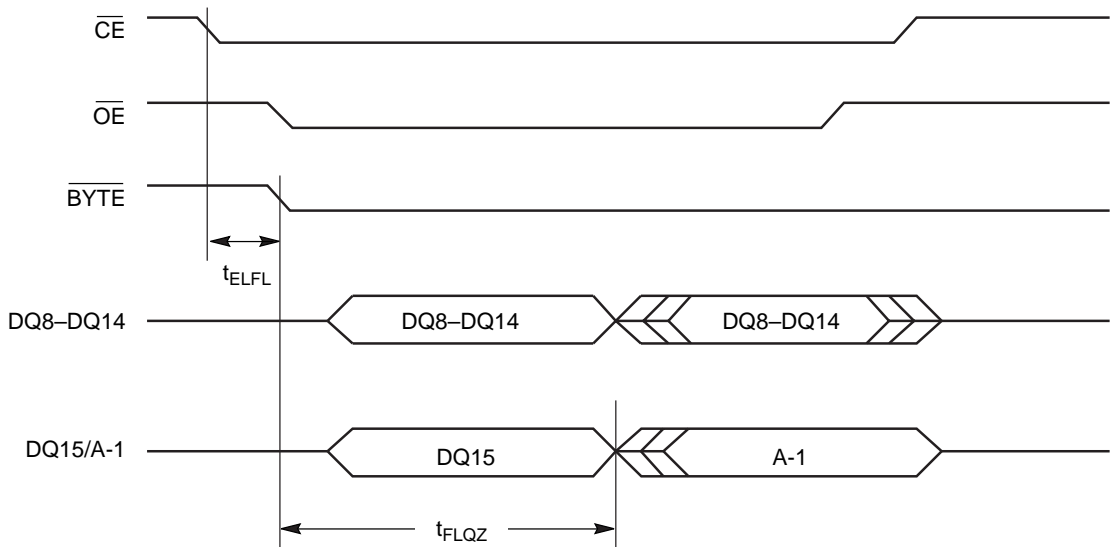 CE
OE
BYTE
tELFL
DQ8–DQ14 DQ8–DQ14 DQ8–DQ14
DQ15/A-1 DQ15 A-1
tFLQZ